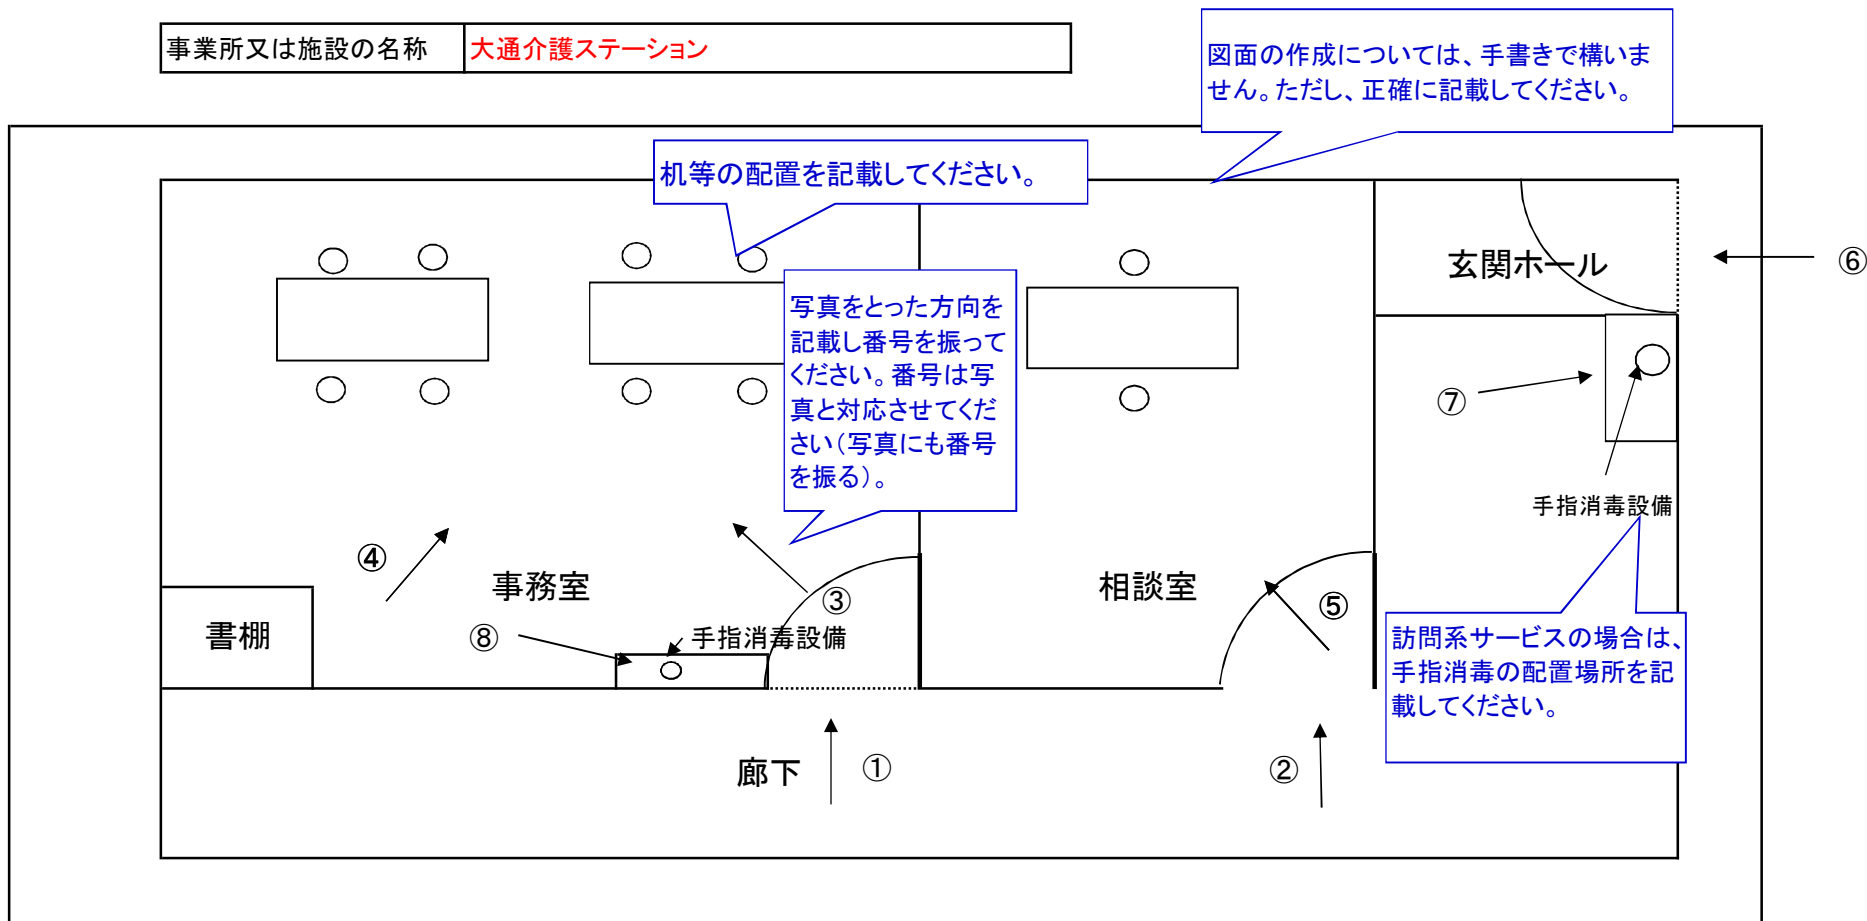 事業所又は施設の名称
大通介護ステーション
図面の作成については、手書きで構いま
せん。ただし、正確に記載してください。
机等の配置を記載してください。
玄関ホール
⑥
写真をとった方向を
記載し番号を振って
ください。番号は写
真と対応させてくだ
さい（写真にも番号
を振る）。
⑦
手指消毒設備
④
事務室
③
相談室
⑤
書棚
⑧
手指消毒設備
訪問系サービスの場合は、
手指消毒の配置場所を記
載してください。
廊下
①
②